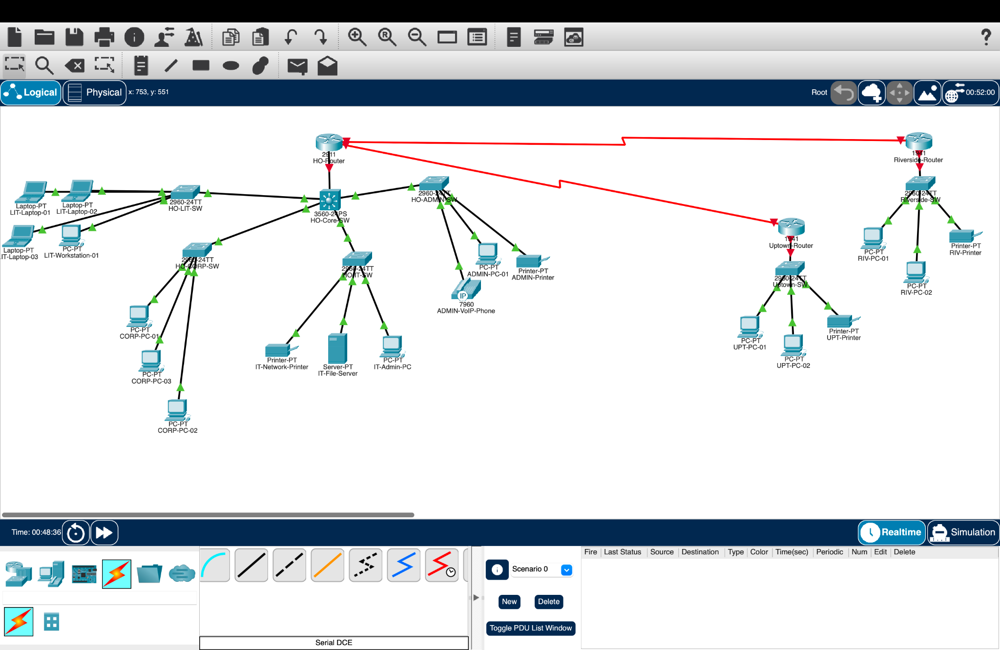 Logical
Physical
x: 753, y: 551
Root
00:52:00
2911
HO-Router
1941
Riverside-Router
Laptop-PT
LIT-Laptop-01
Laptop-PT
LIT-Laptop-02
2960-24TT
HO-LIT-SW
3560-24PS
HO-Core-SW
2960-24TT
HO-ADMIN-SW
2960-24TT
Riverside-SW
Laptop-PT
IT-Laptop-03
PC-PT
LIT-Workstation-01
1941
Uptown-Router
PC-PT
RIV-PC-01
Printer-PT
RIV-Printer
2960-24TT
HO-CORP-SW
2960-24TT
HO-IT-SW
PC-PT
ADMIN-PC-01
Printer-PT
ADMIN-Printer
IP
7960
ADMIN-VoIP-Phone
2960-24TT
Uptown-SW
PC-PT
RIV-PC-02
PC-PT
CORP-PC-01
PC-PT
UPT-PC-01
Printer-PT
UPT-Printer
PC-PT
CORP-PC-03
Printer-PT
IT-Network-Printer
Server-PT
IT-File-Server
PC-PT
IT-Admin-PC
PC-PT
UPT-PC-02
PC-PT
CORP-PC-02
Time: 00:48:36
Realtime
Simulation
Scenario 0
New
Delete
Toggle PDU List Window
Fire Last Status Source Destination Type Color Time(sec) Periodic Num Edit Delete
Serial DCE